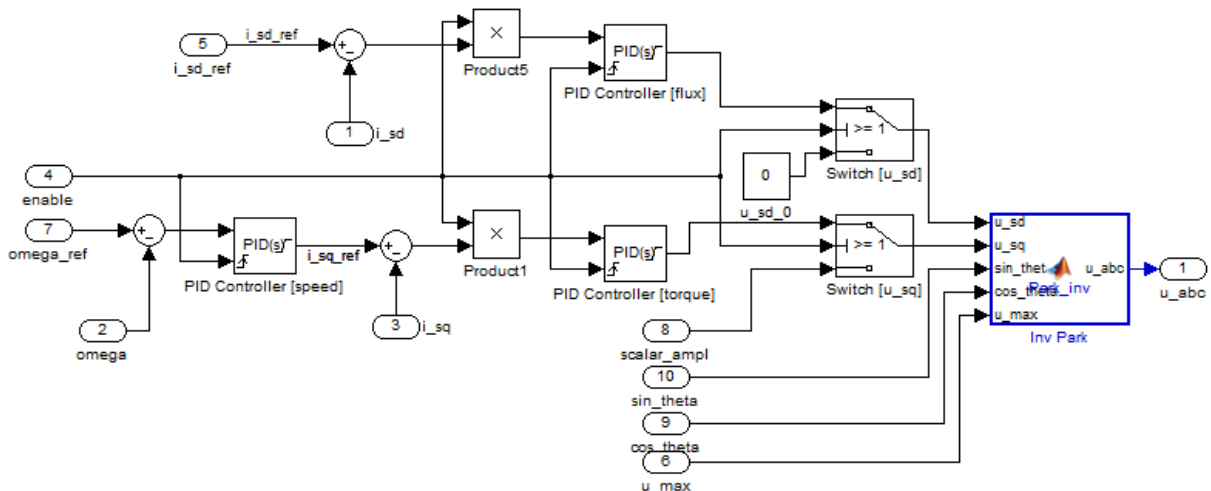 5
i_sd_ref
i_sd_ref
1
i_sd
×
Product5
PID(s)
PID Controller [flux]
>= 1
Switch [u_sd]
0
u_sd_0
4
enable
7
omega_ref
2
omega
PID(s)
PID Controller [speed]
i_sq_ref
3
i_sq
×
Product1
PID(s)
PID Controller [torque]
>= 1
Switch [u_sq]
8
scalar_ampl
10
sin_theta
9
cos_theta
6
u_max
u_sd
u_sq
sin_thet
cos_theta
u_max
Park_inv
u_abc
Inv Park
1
u_abc